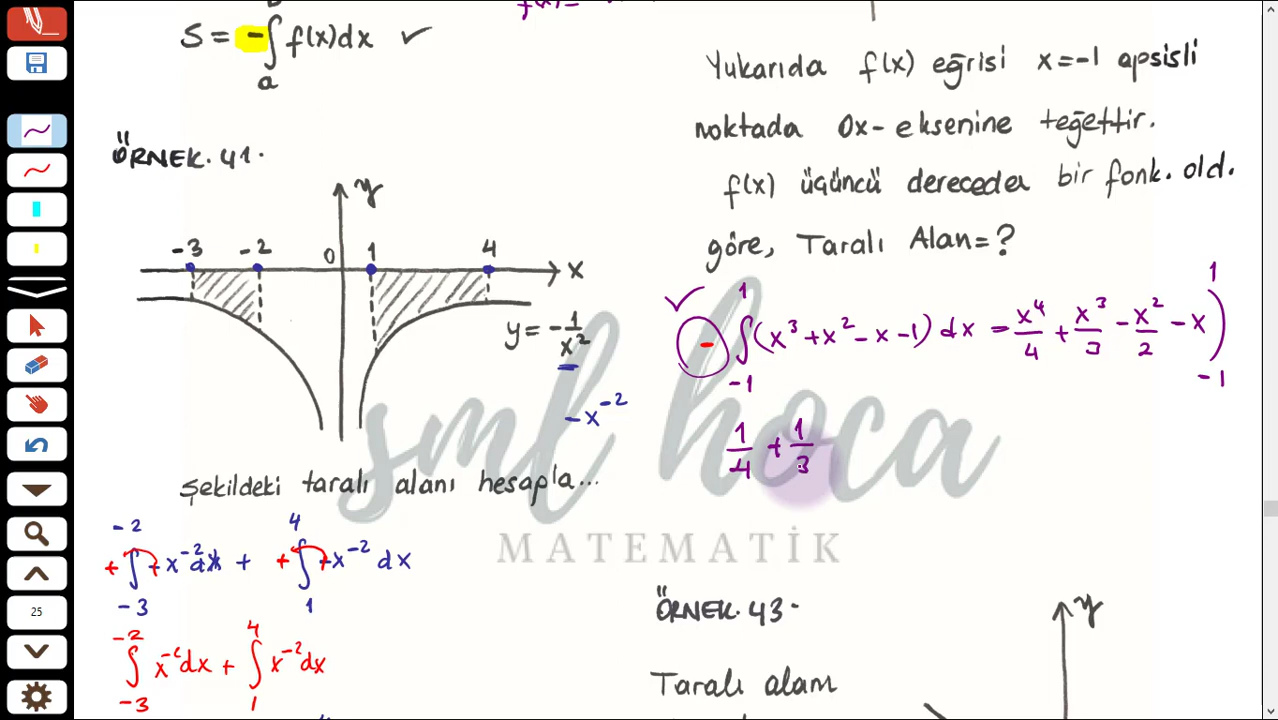 S = -∫ₐ f(x)dx ✓
ÖRNEK. 41.
y
-3 -2 0 1 4 x
y = -1/x²
-x⁻²
Şekildeki taralı alanı hesapla...
-2 4
+∫ +x⁻²dx + +∫ +x⁻² dx
-3 1
-2 4
∫ x⁻²dx + ∫ x⁻²dx
-3 1
Yukarıda f(x) eğrisi x=-1 apsisli
noktada Ox-eksenine teğettir.
f(x) üçüncü dereceden bir fonk. old.
göre, Taralı Alan=?
1 1
- ∫ (x³+x²-x-1) dx = x⁴/4 + x³/3 - x²/2 - x )
-1 -1
1/4 + 1/3
sml hoca
MATEMATİK
ÖRNEK. 43.
y
Taralı alanı
25